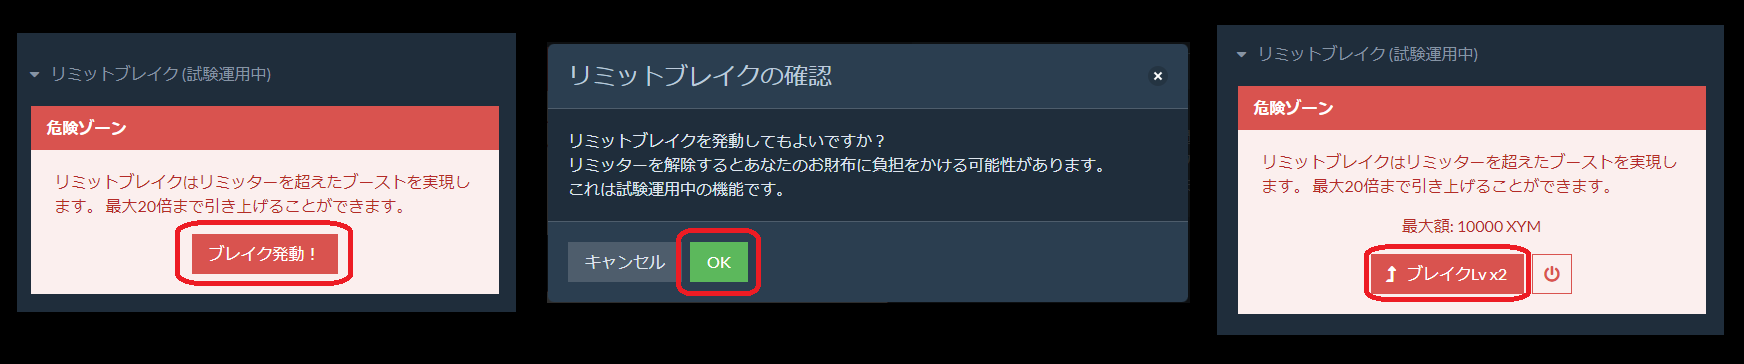 リミットブレイク (試験運用中)
危険ゾーン
リミットブレイクはリミッターを超えたブーストを実現し
ます。 最大20倍まで引き上げることができます。
ブレイク発動！
リミットブレイクの確認
リミットブレイクを発動してもよいですか？
リミッターを解除するとあなたのお財布に負担をかける可能性があります。
これは試験運用中の機能です。
キャンセル
OK
リミットブレイク (試験運用中)
危険ゾーン
リミットブレイクはリミッターを超えたブーストを実現し
ます。 最大20倍まで引き上げることができます。
最大額: 10000 XYM
ブレイクLv x2